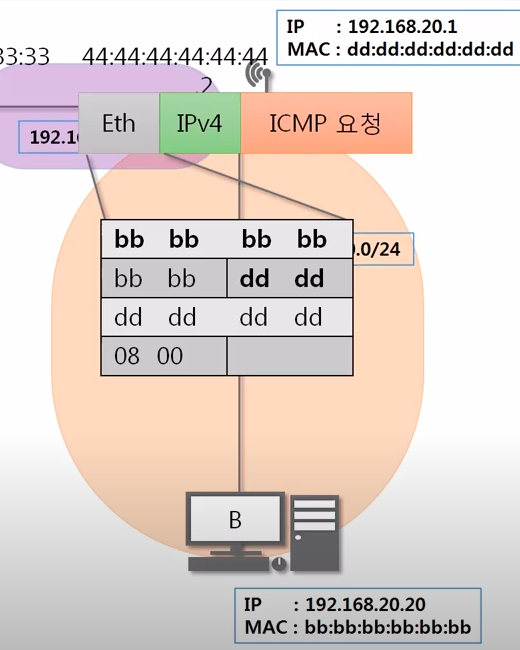 IP : 192.168.20.1
MAC : dd:dd:dd:dd:dd:dd
33:33 44:44:44:44:44:44
.2
192.1
Eth IPv4 ICMP 요청
.0/24
bb bb bb bb
bb bb dd dd
dd dd dd dd
08 00
B
IP : 192.168.20.20
MAC : bb:bb:bb:bb:bb:bb